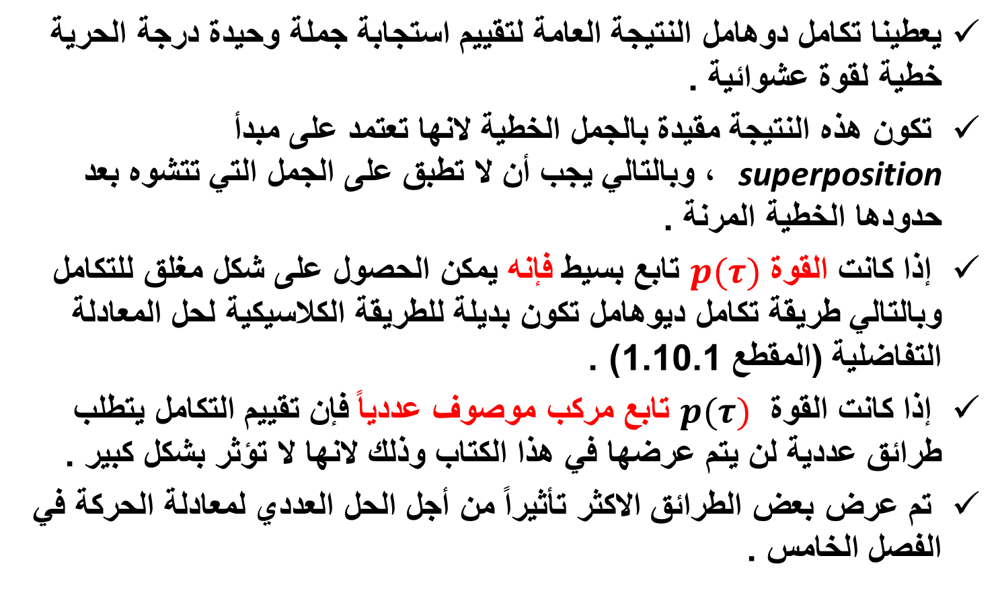 ✓ يعطينا تكامل دوهامل النتيجة العامة لتقييم استجابة جملة وحيدة درجة الحرية
خطية لقوة عشوائية .
✓ تكون هذه النتيجة مقيدة بالجمل الخطية لانها تعتمد على مبدأ
superposition ، وبالتالي يجب أن لا تطبق على الجمل التي تتشوه بعد
حدودها الخطية المرنة .
✓ إذا كانت القوة p(τ) تابع بسيط فإنه يمكن الحصول على شكل مغلق للتكامل
وبالتالي طريقة تكامل ديوهامل تكون بديلة للطريقة الكلاسيكية لحل المعادلة
التفاضلية (المقطع 1.10.1) .
✓ إذا كانت القوة p(τ) تابع مركب موصوف عددياً فإن تقييم التكامل يتطلب
طرائق عددية لن يتم عرضها في هذا الكتاب وذلك لانها لا تؤثر بشكل كبير .
✓ تم عرض بعض الطرائق الاكثر تأثيراً من أجل الحل العددي لمعادلة الحركة في
الفصل الخامس .